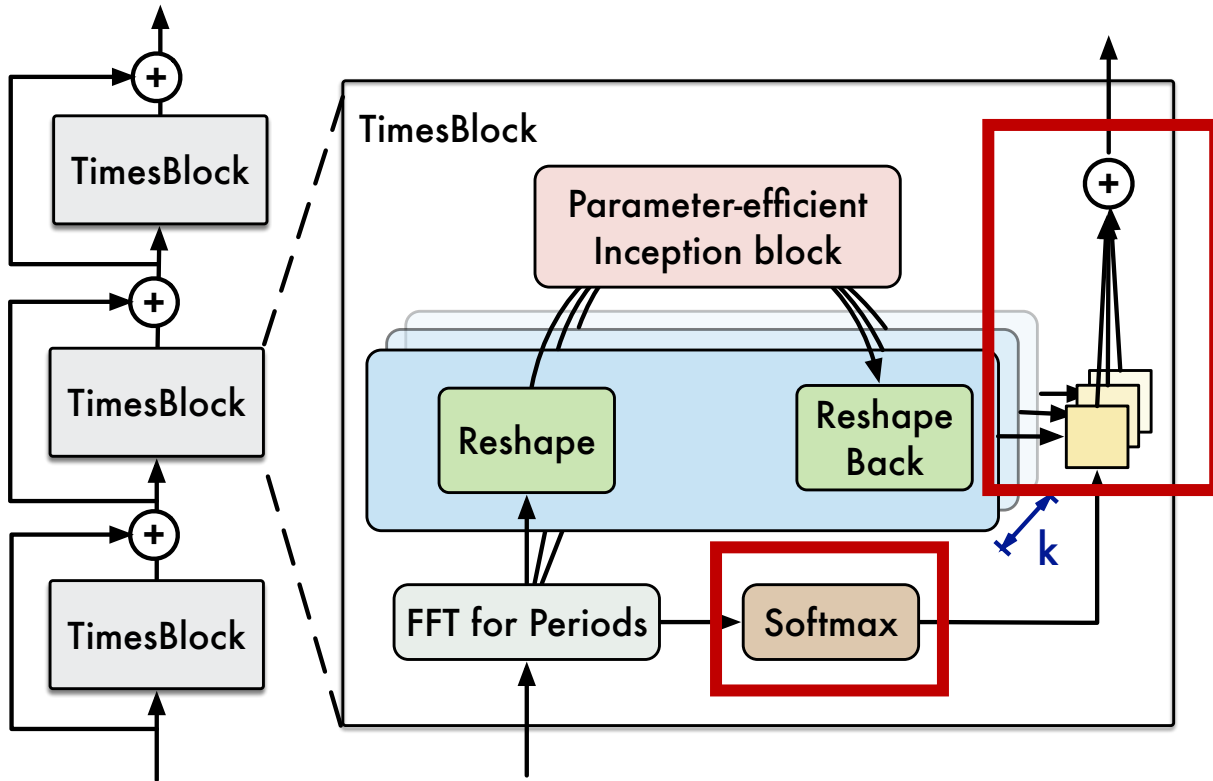 TimesBlock
TimesBlock
TimesBlock
TimesBlock
Parameter-efficient
Inception block
Reshape
Reshape
Back
k
FFT for Periods
Softmax